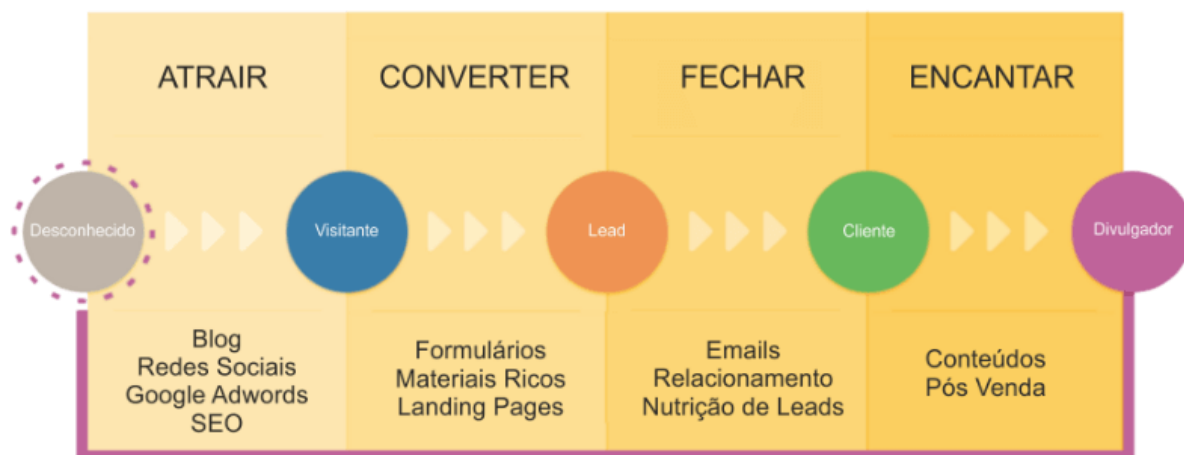 ATRAIR
CONVERTER
FECHAR
ENCANTAR
Desconhecido
Visitante
Lead
Cliente
Divulgador
Blog
Redes Sociais
Google Adwords
SEO
Formulários
Materiais Ricos
Landing Pages
Emails
Relacionamento
Nutrição de Leads
Conteúdos
Pós Venda